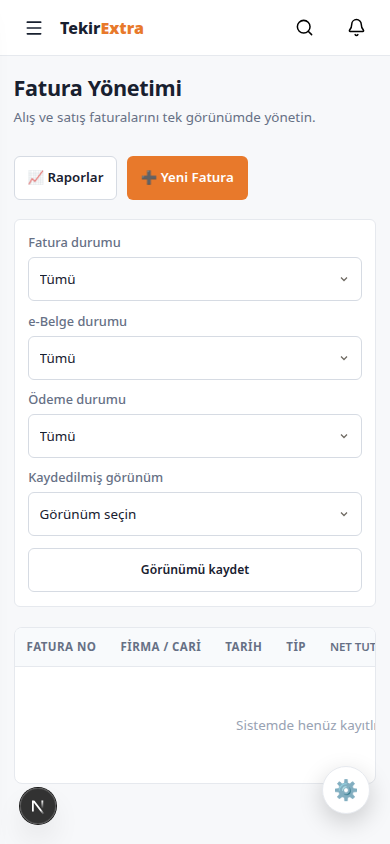 TekirExtra
Fatura Yönetimi
Alış ve satış faturalarını tek görünümde yönetin.
Raporlar
Yeni Fatura
Fatura durumu
Tümü
e-Belge durumu
Tümü
Ödeme durumu
Tümü
Kaydedilmiş görünüm
Görünüm seçin
Görünümü kaydet
FATURA NO FİRMA / CARİ TARİH TİP NET TUT
Sistemde henüz kayıtlı
N